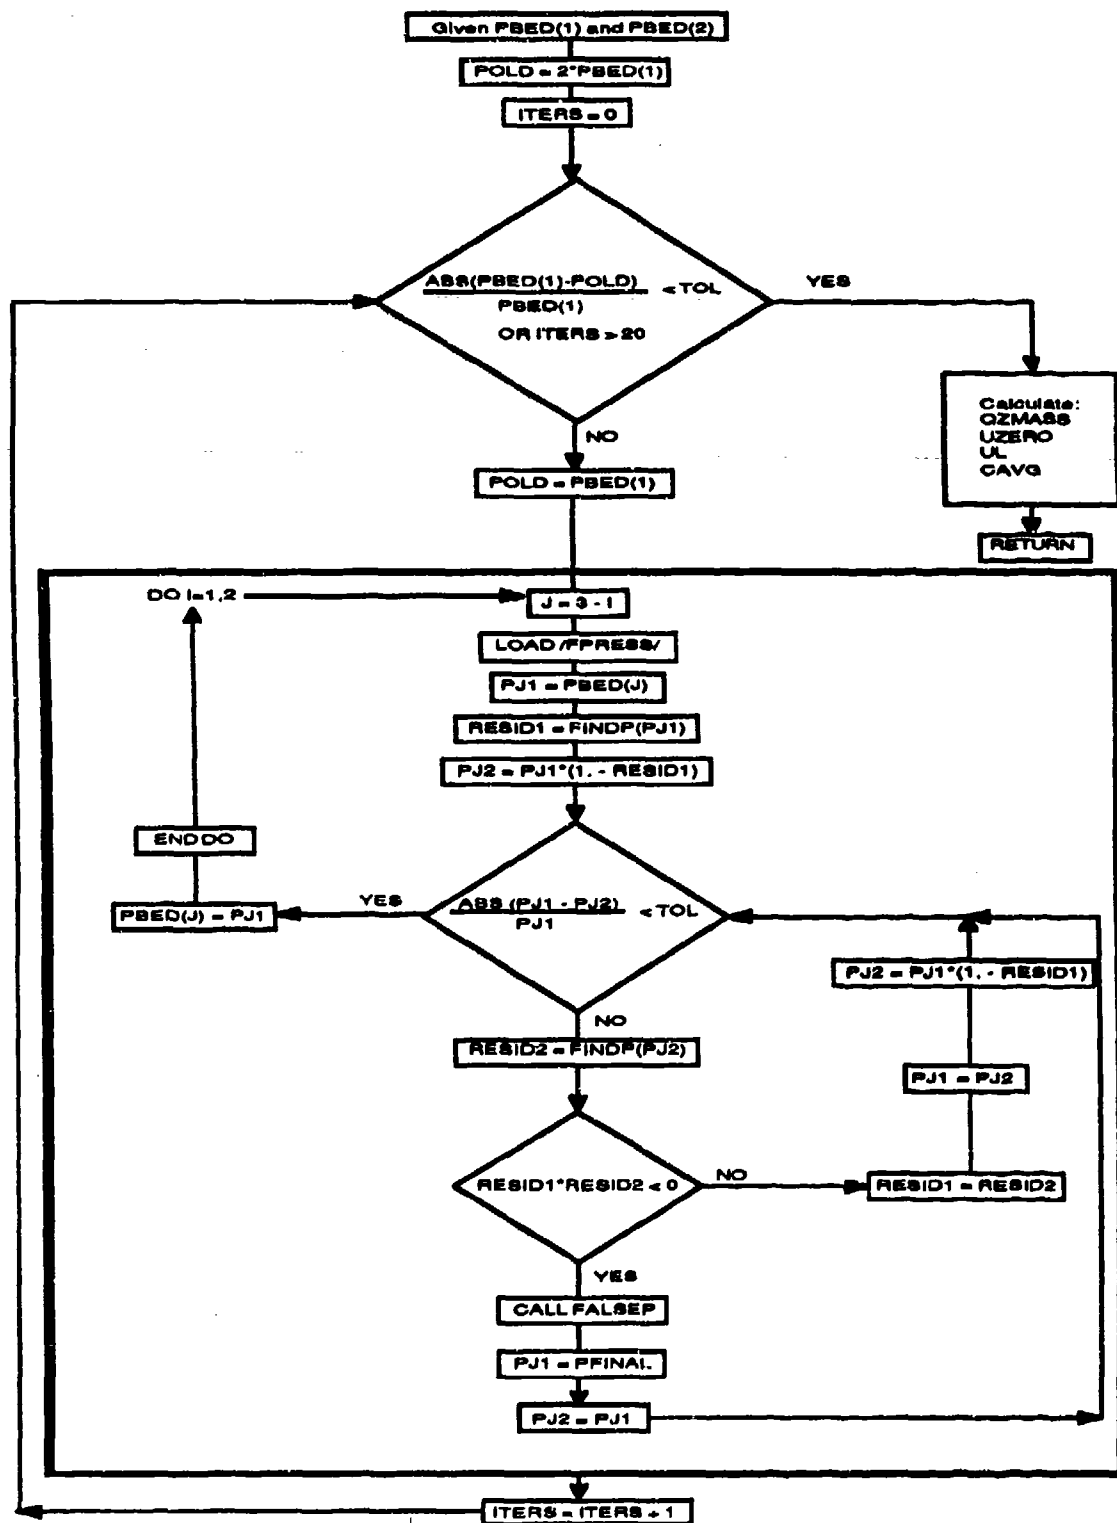 Given PBED(1) and PBED(2)
POLD = 2*PBED(1)
ITERS = 0
ABS(PBED(1)-POLD)
PBED(1)
< TOL
OR ITERS > 20
YES
NO
Calculate:
QZMASS
UZERO
UL
CAVG
RETURN
POLD = PBED(1)
DO I=1,2
J = 3 - I
LOAD /FPRESS/
PJ1 = PBED(J)
RESID1 = FINDP(PJ1)
PJ2 = PJ1*(1. - RESID1)
END DO
PBED(J) = PJ1
YES
ABS (PJ1 - PJ2)
PJ1
< TOL
NO
PJ2 = PJ1*(1. - RESID1)
RESID2 = FINDP(PJ2)
PJ1 = PJ2
RESID1*RESID2 < 0
NO
RESID1 = RESID2
YES
CALL FALSEP
PJ1 = PFINAL
PJ2 = PJ1
ITERS = ITERS + 1